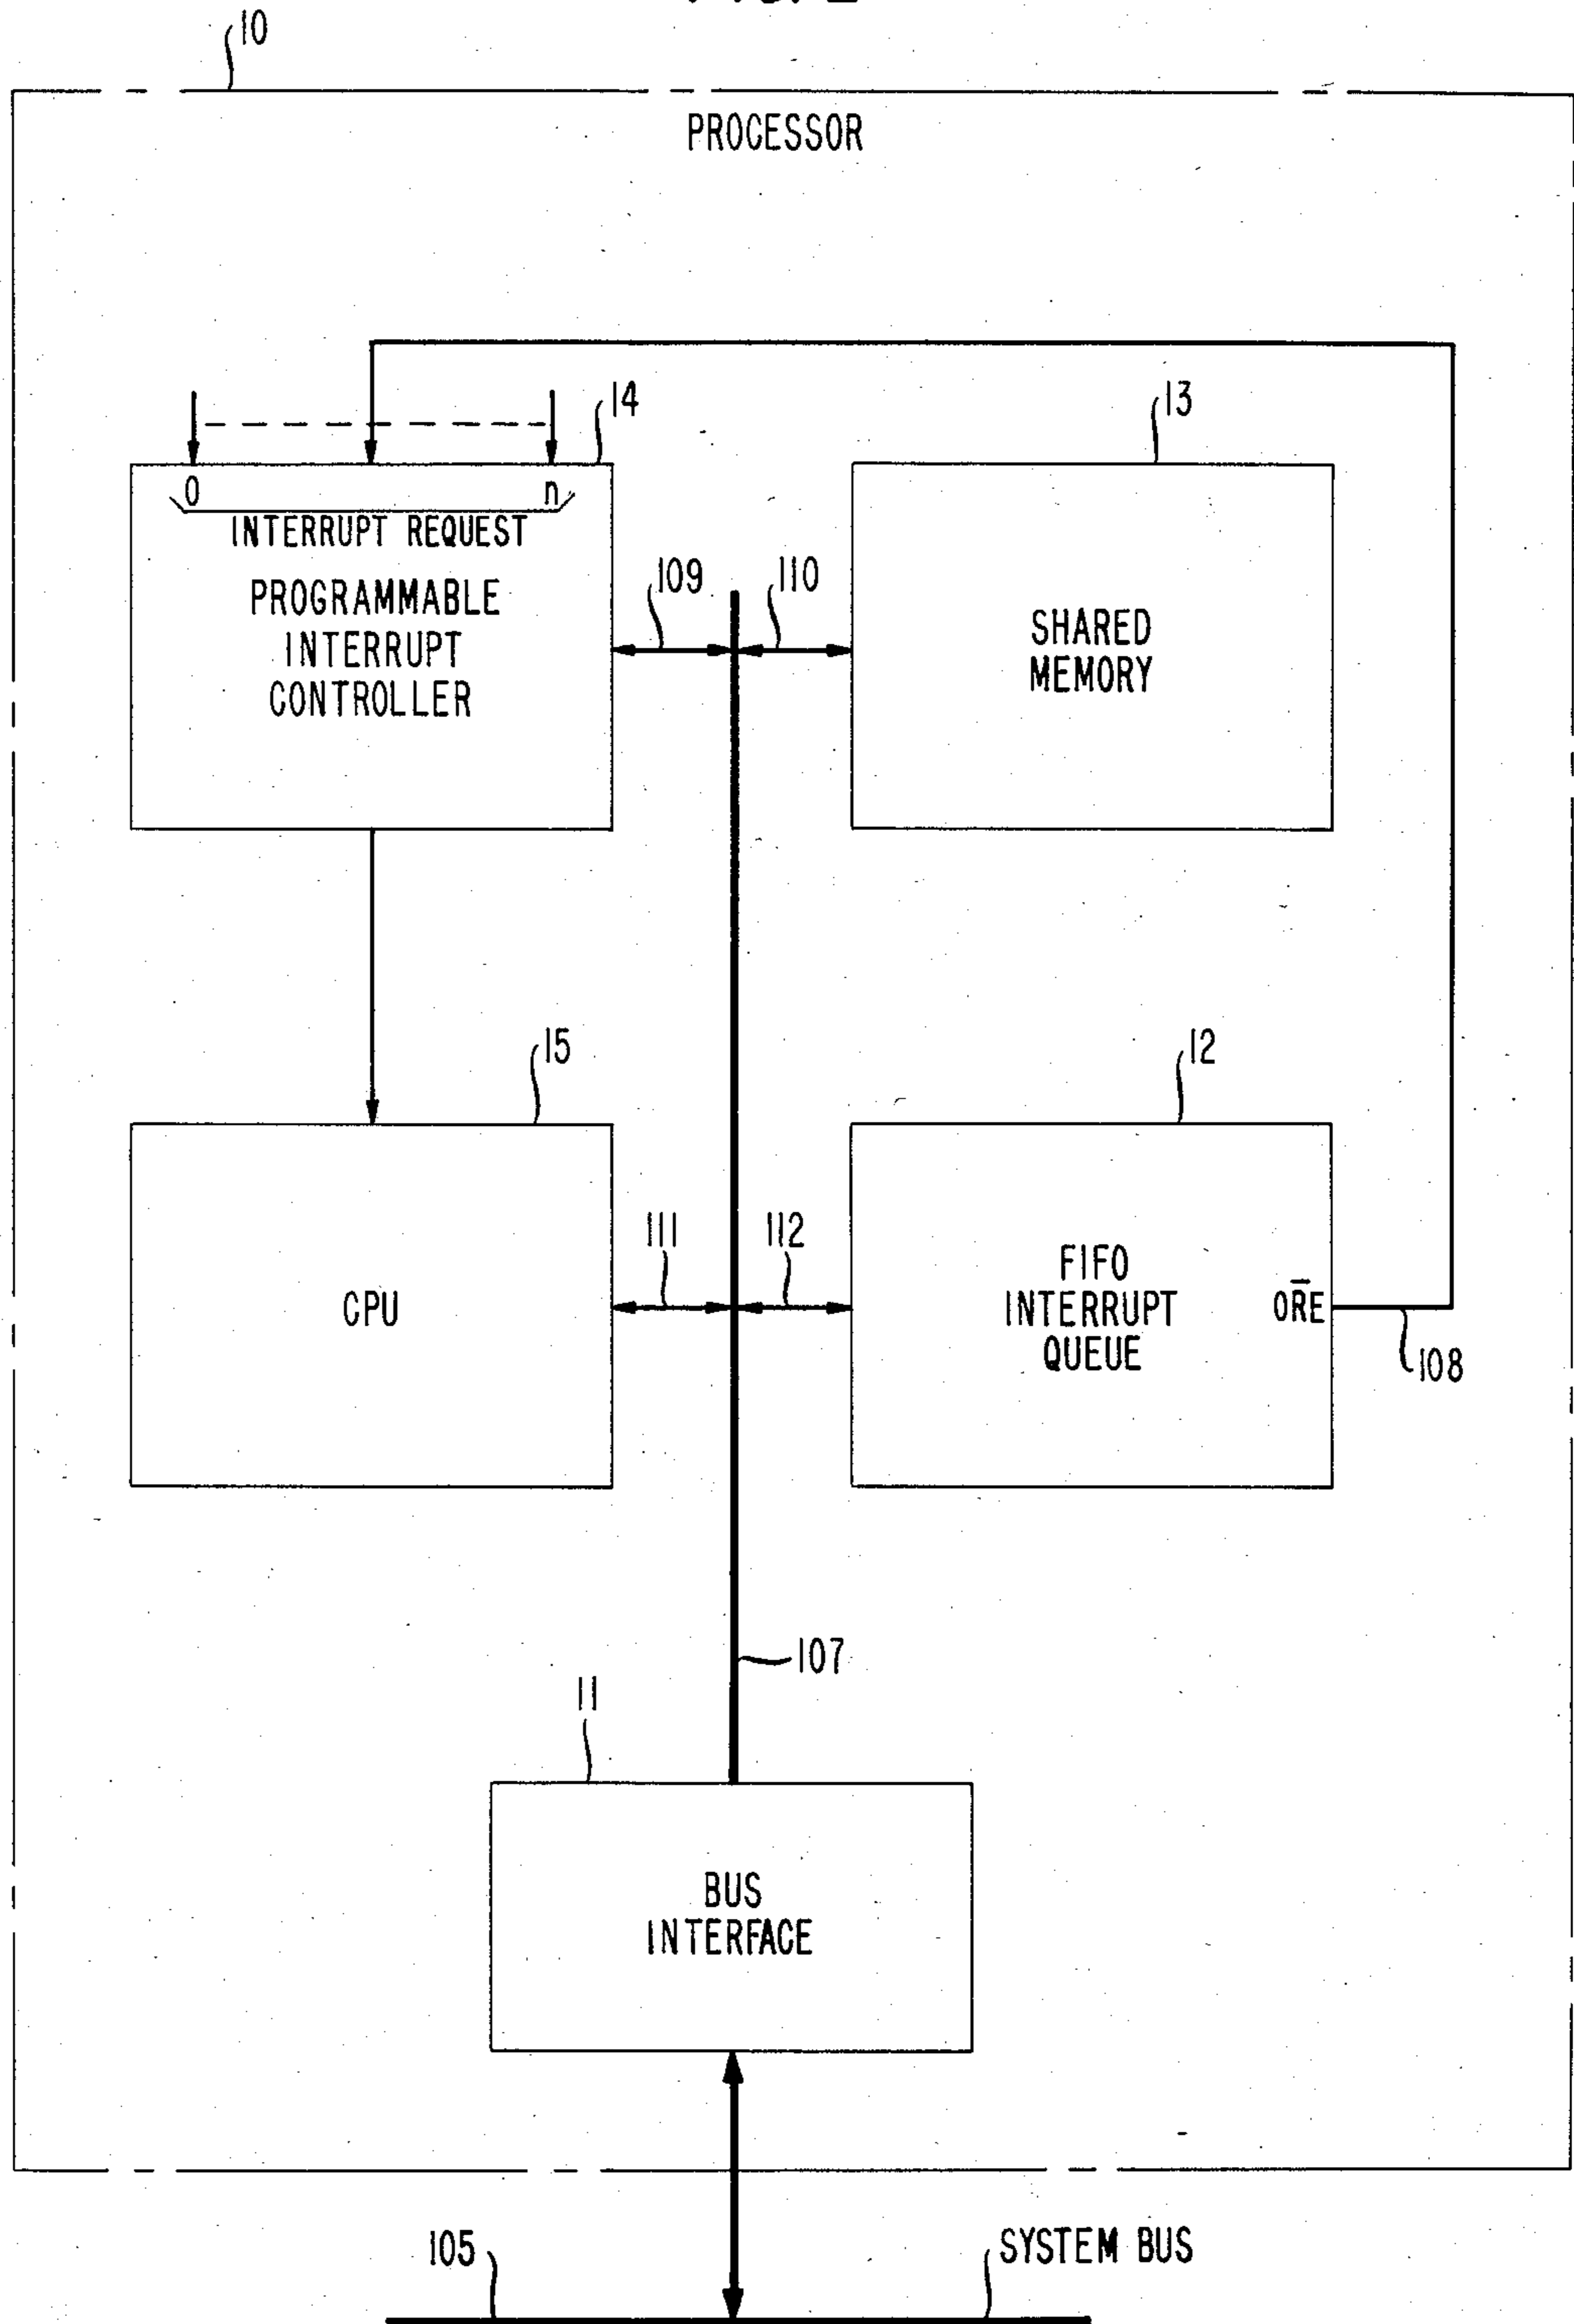 10
PROCESSOR
14
13
0 n
INTERRUPT REQUEST
PROGRAMMABLE
INTERRUPT
CONTROLLER
109
110
SHARED
MEMORY
15
12
111
112
CPU
FIFO
INTERRUPT
QUEUE
OR̅E
108
107
11
BUS
INTERFACE
105
SYSTEM BUS